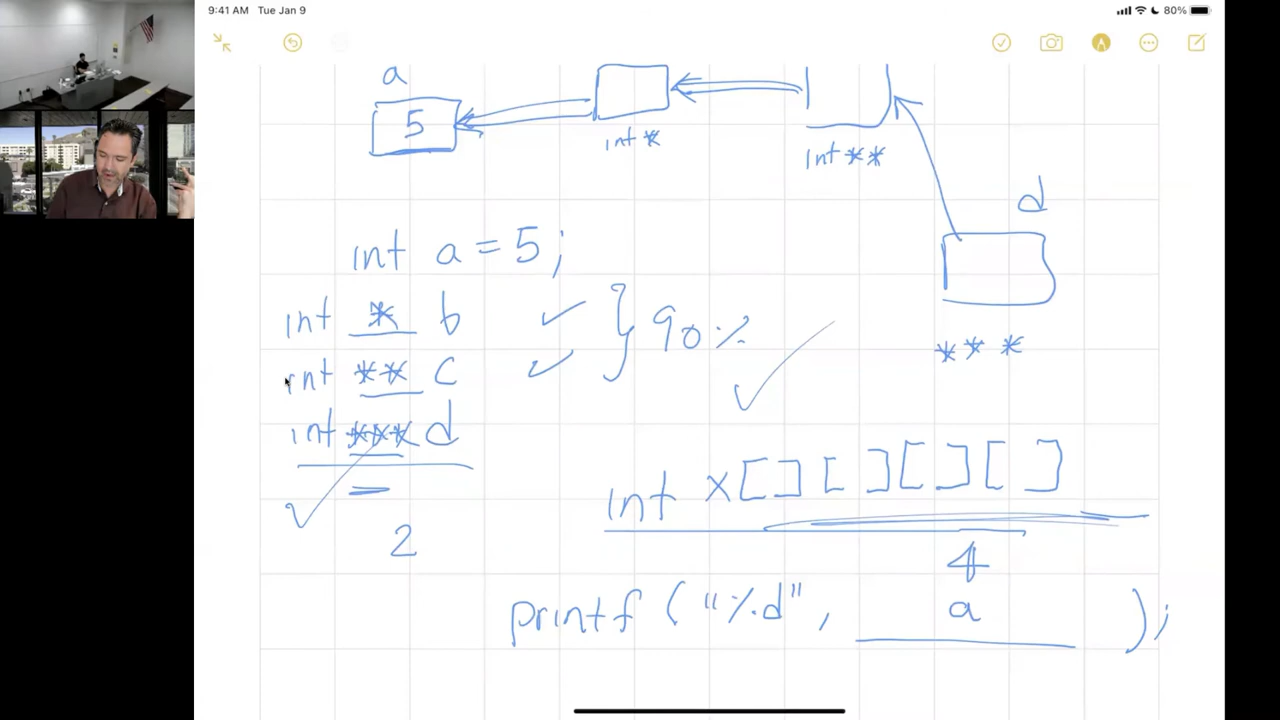 9:41 AM Tue Jan 9
80%
a
5
int *
int **
d
***
int a = 5;
int * b
int ** c
} 90%
int *** d
2
int x[][][][]
4
printf ("%d", a );